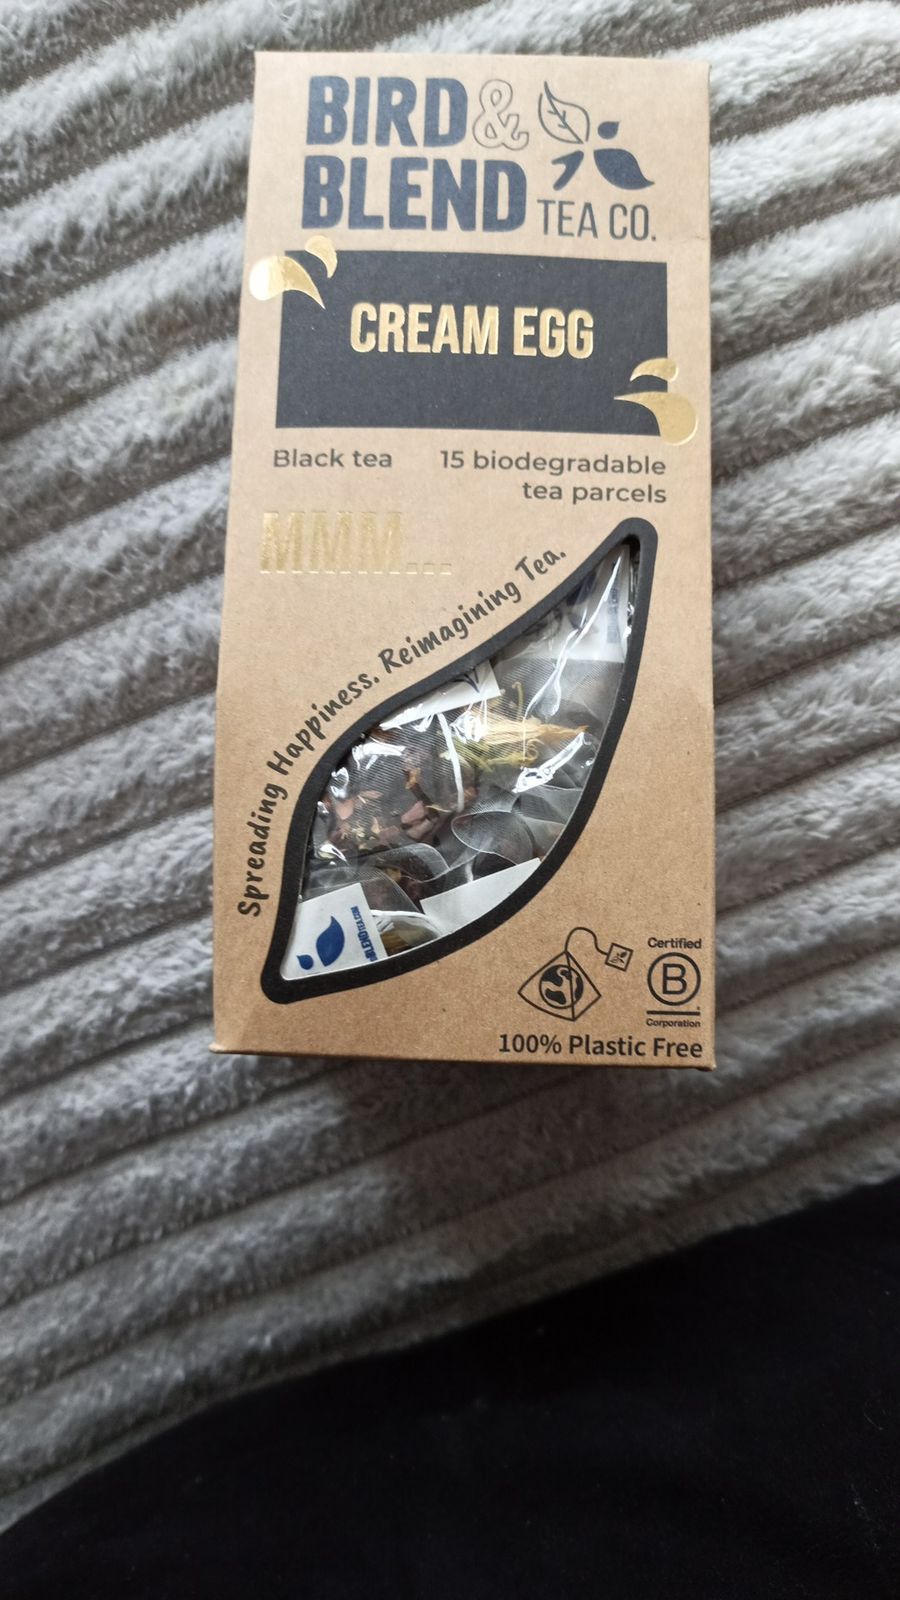 BIRD &
BLEND
TEA CO.
CREAM EGG
Black tea
15 biodegradable
tea parcels
MMM...
Spreading Happiness. Reimagining Tea.
Certified
B
Corporation
100% Plastic Free